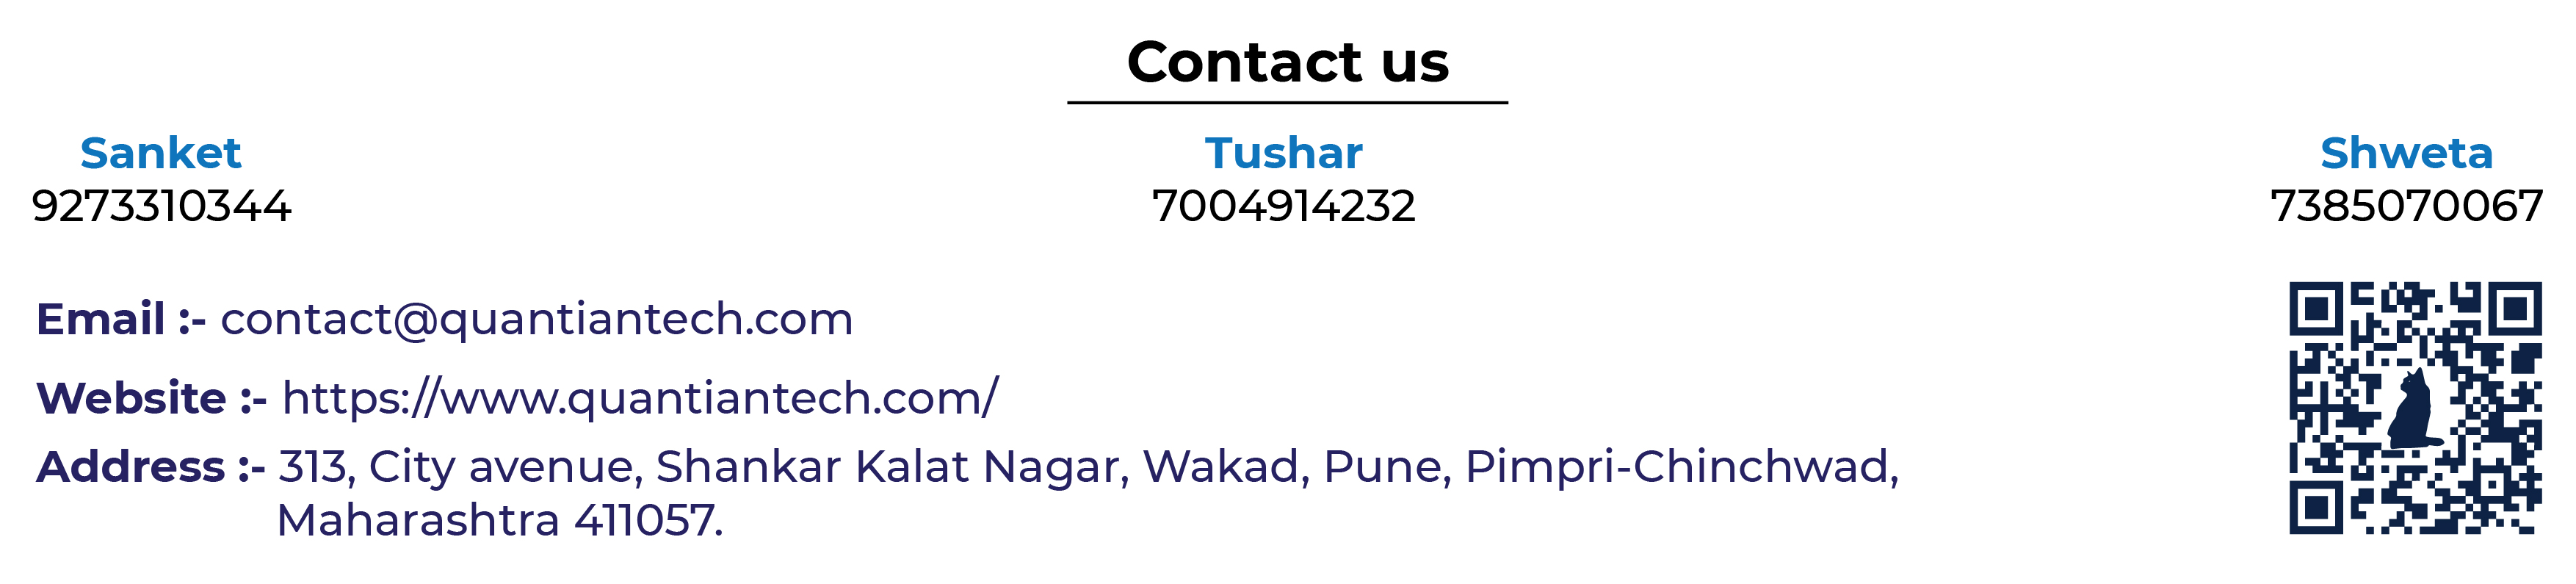 Contact us
Sanket
9273310344
Tushar
7004914232
Shweta
7385070067
Email :- contact@quantiantech.com
Website :- https://www.quantiantech.com/
Address :- 313, City avenue, Shankar Kalat Nagar, Wakad, Pune, Pimpri-Chinchwad,
Maharashtra 411057.